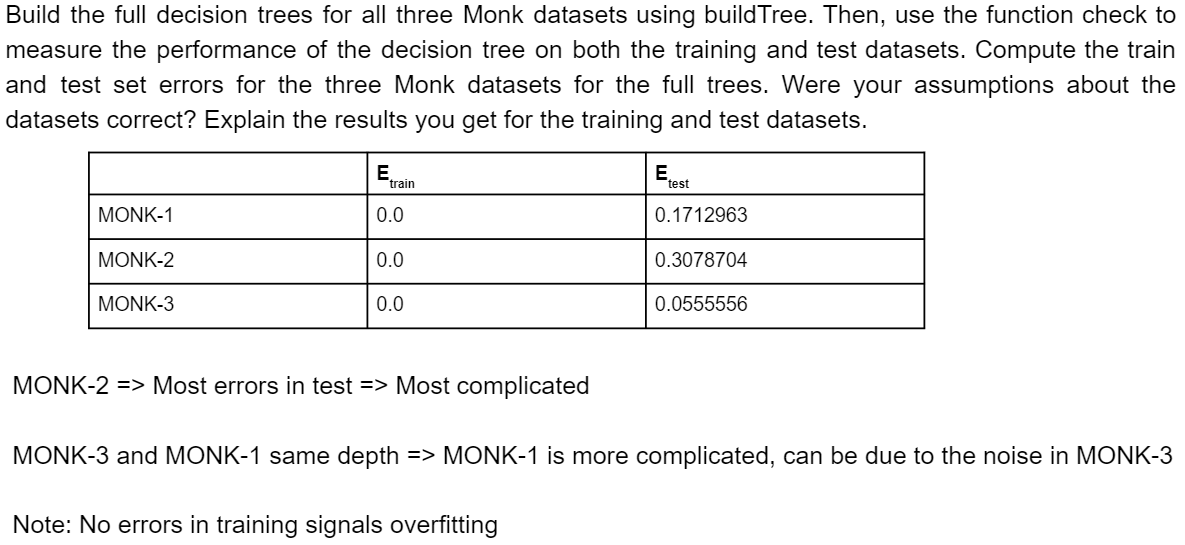 Build the full decision trees for all three Monk datasets using buildTree. Then, use the function check to
measure the performance of the decision tree on both the training and test datasets. Compute the train
and test set errors for the three Monk datasets for the full trees. Were your assumptions about the
datasets correct? Explain the results you get for the training and test datasets.
E train E test
MONK-1 0.0 0.1712963
MONK-2 0.0 0.3078704
MONK-3 0.0 0.0555556
MONK-2 => Most errors in test => Most complicated
MONK-3 and MONK-1 same depth => MONK-1 is more complicated, can be due to the noise in MONK-3
Note: No errors in training signals overfitting